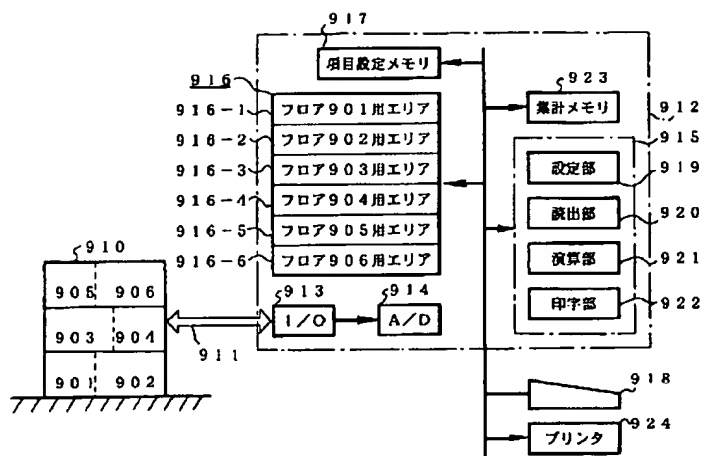 917
項目設定メモリ
916
923
集計メモリ
912
916-1 フロア901用エリア
916-2 フロア902用エリア
916-3 フロア903用エリア
916-4 フロア904用エリア
916-5 フロア905用エリア
916-6 フロア906用エリア
915
設定部 919
読出部 920
演算部 921
印字部 922
910
905 906
903 904
901 902
911
913
I/O
914
A/D
918
924
プリンタ